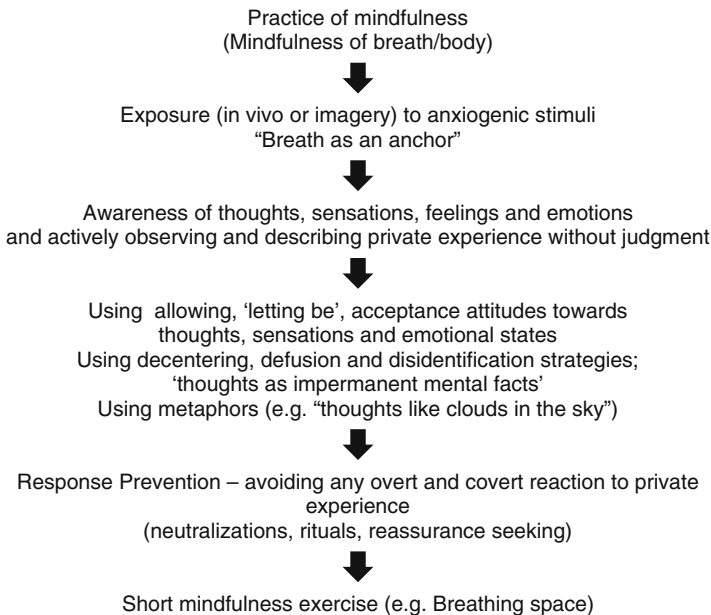 Practice of mindfulness
(Mindfulness of breath/body)
Exposure (in vivo or imagery) to anxiogenic stimuli
“Breath as an anchor”
Awareness of thoughts, sensations, feelings and emotions
and actively observing and describing private experience without judgment
Using allowing, ‘letting be’, acceptance attitudes towards
thoughts, sensations and emotional states
Using decentering, defusion and disidentification strategies;
‘thoughts as impermanent mental facts’
Using metaphors (e.g. “thoughts like clouds in the sky”)
Response Prevention – avoiding any overt and covert reaction to private
experience
(neutralizations, rituals, reassurance seeking)
Short mindfulness exercise (e.g. Breathing space)